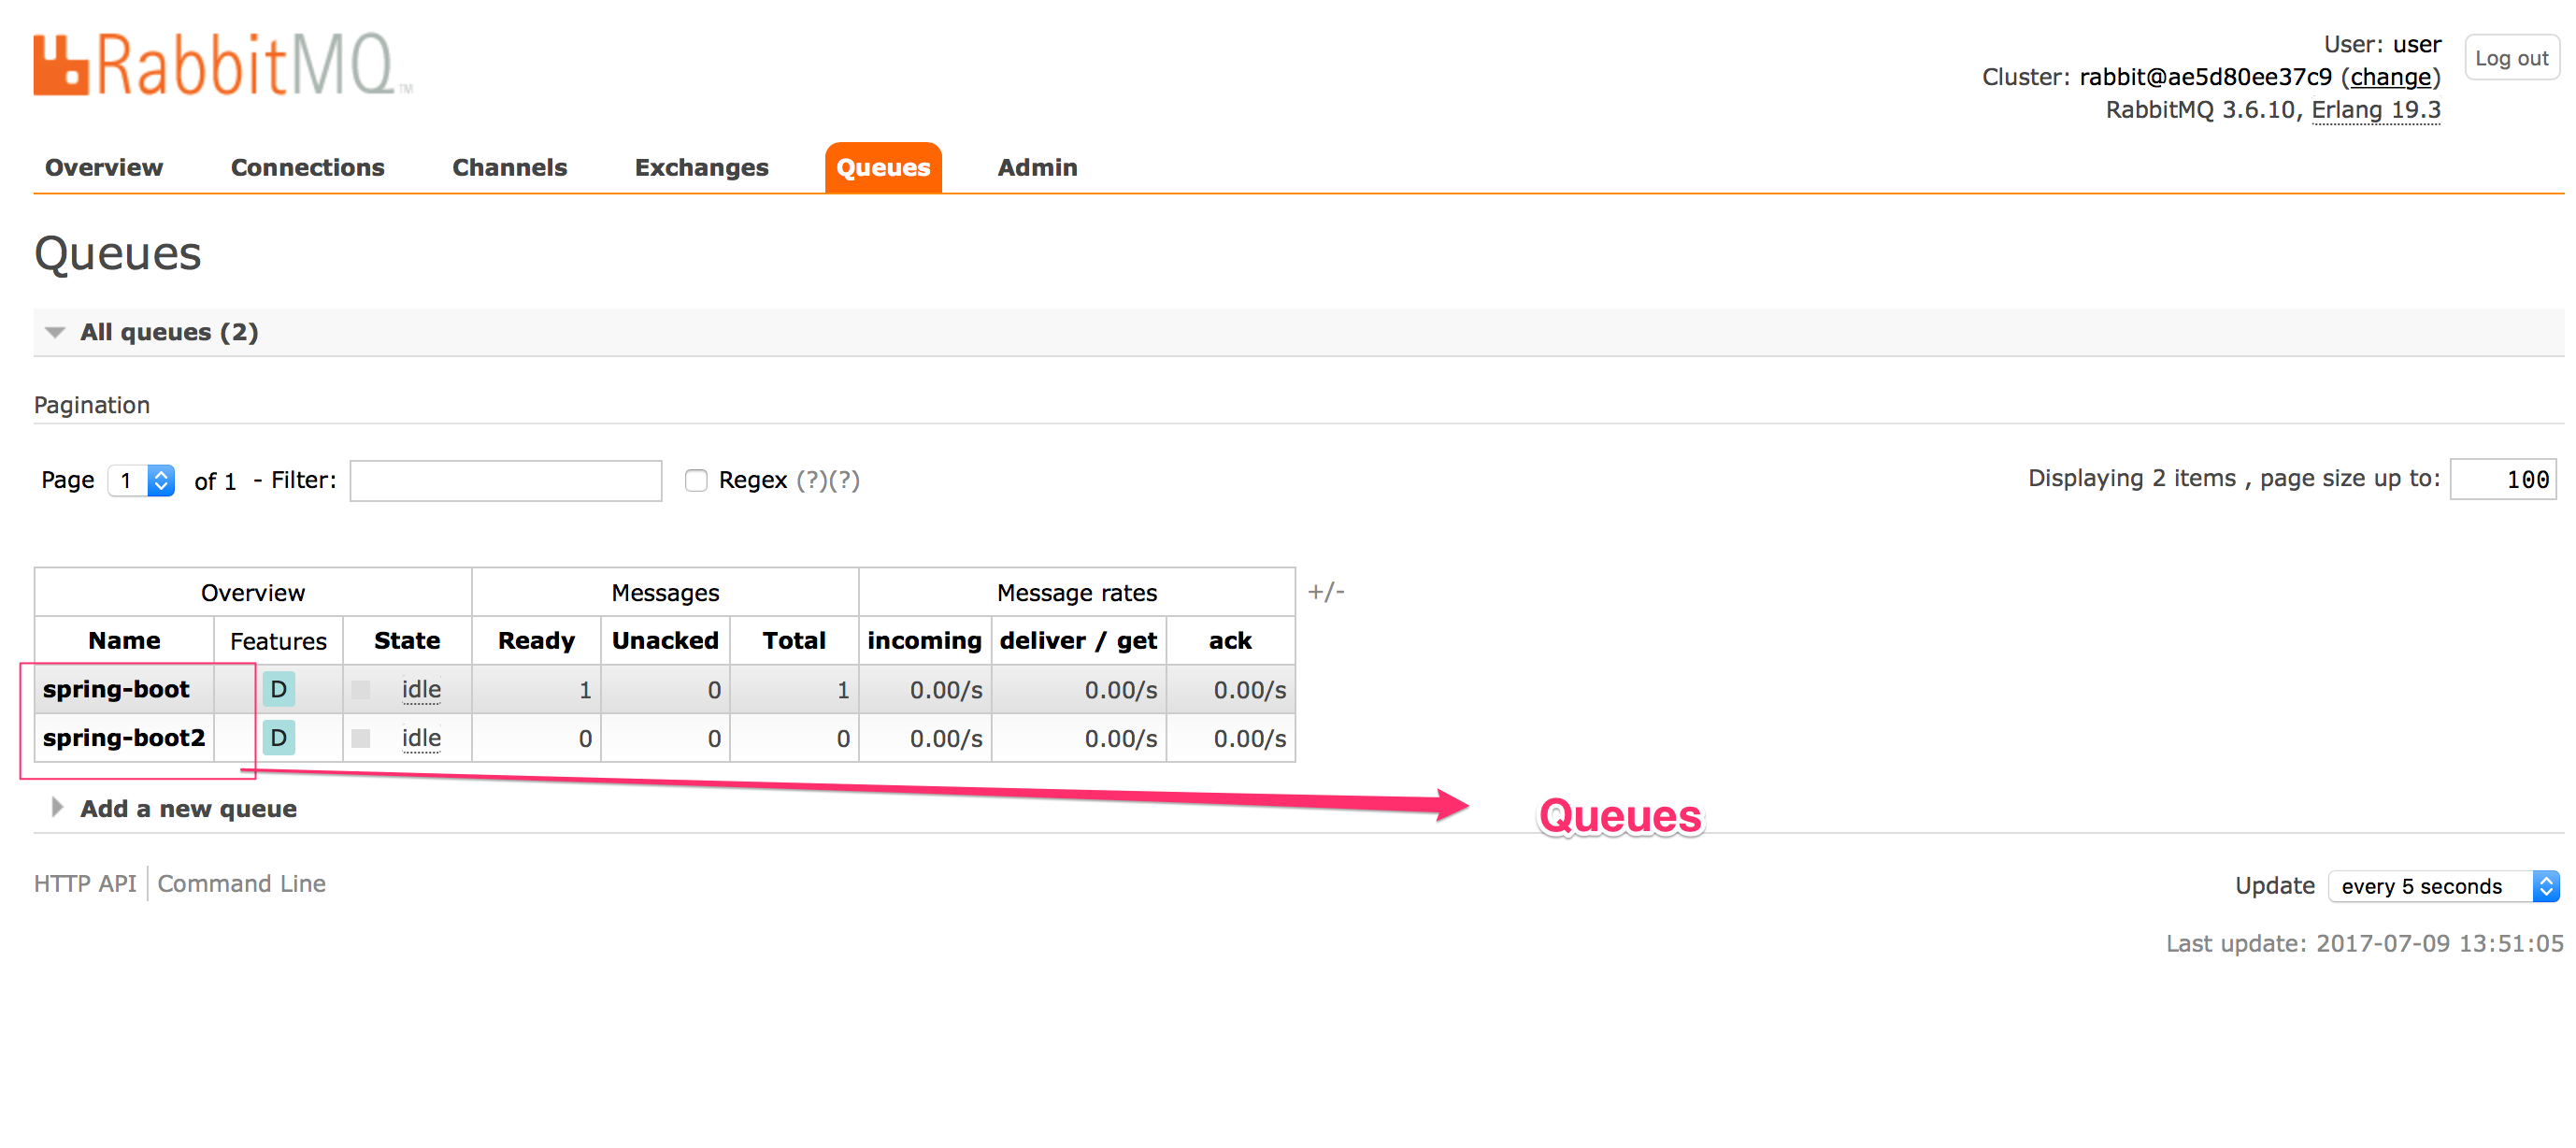 RabbitMQ™
User: user
Log out
Cluster: rabbit@ae5d80ee37c9 (change)
RabbitMQ 3.6.10, Erlang 19.3
Overview Connections Channels Exchanges Queues Admin
Queues
All queues (2)
Pagination
Page 1 of 1 - Filter: Regex (?)(?) Displaying 2 items , page size up to: 100
Overview Messages Message rates +/-
Name Features State Ready Unacked Total incoming deliver / get ack
spring-boot D idle 1 0 1 0.00/s 0.00/s 0.00/s
spring-boot2 D idle 0 0 0 0.00/s 0.00/s 0.00/s
Add a new queue
Queues
HTTP API Command Line
Update every 5 seconds
Last update: 2017-07-09 13:51:05